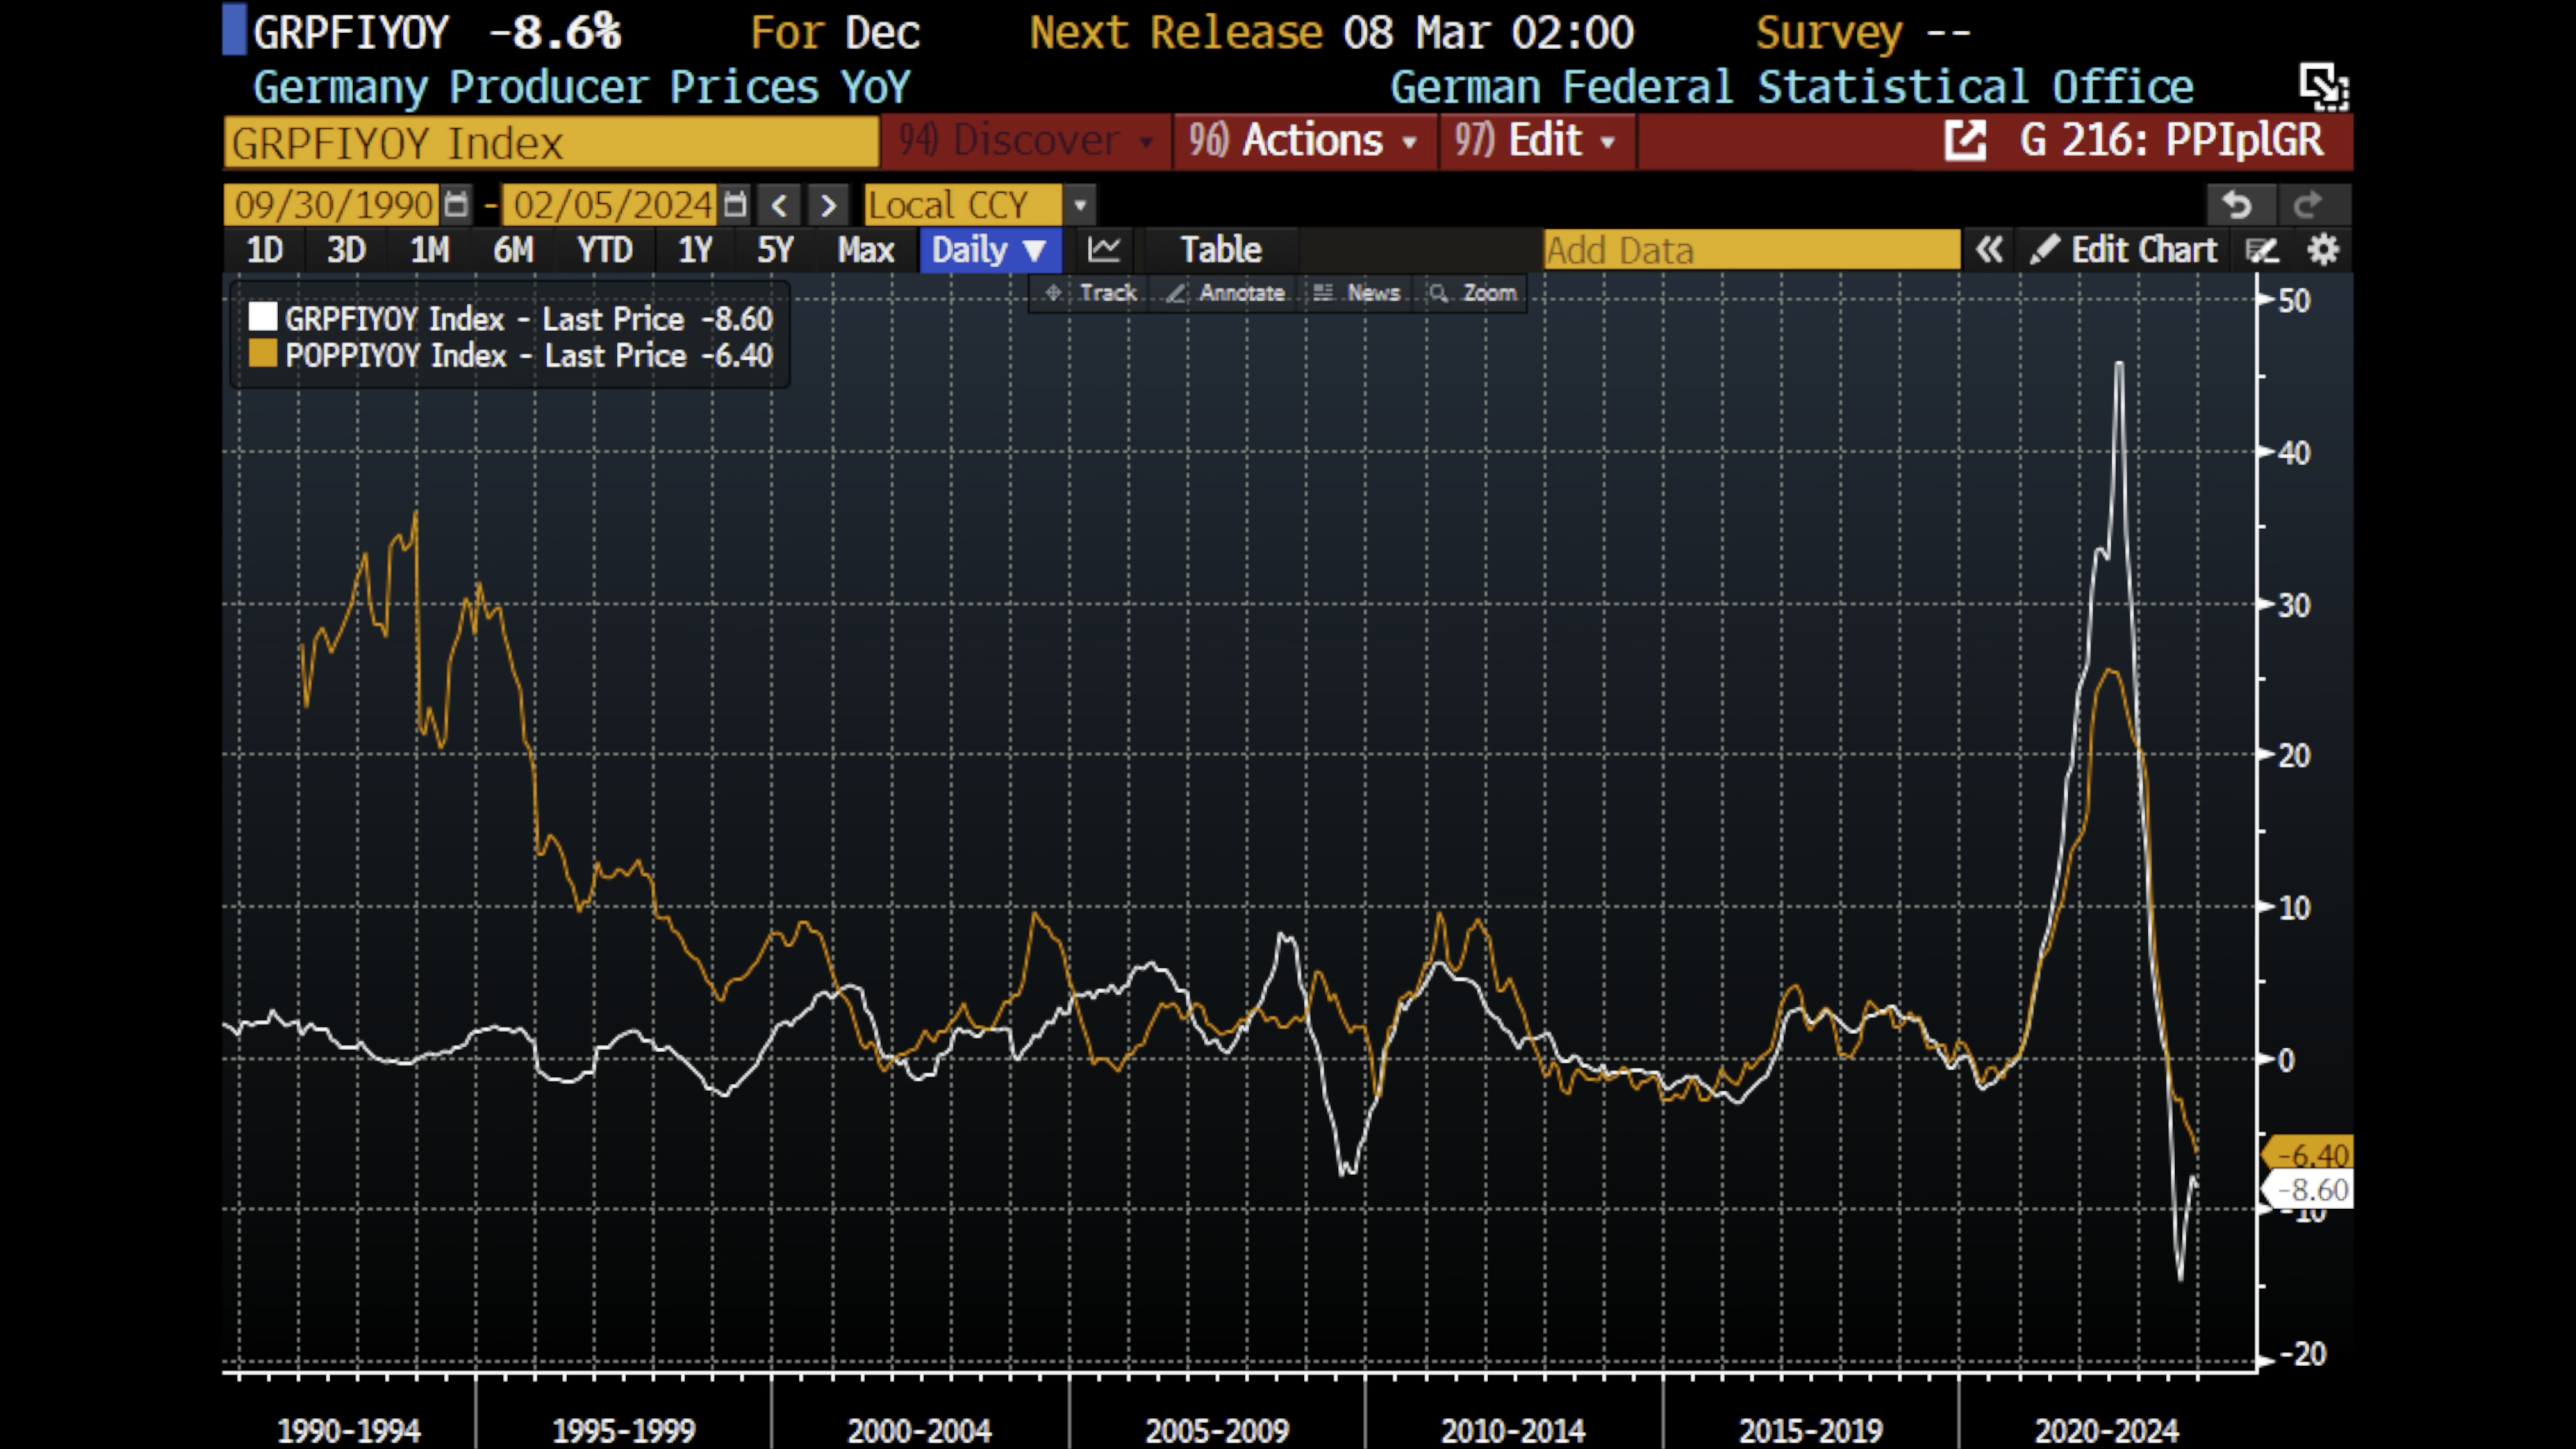 GRPFIYOY -8.6% For Dec Next Release 08 Mar 02:00 Survey --
Germany Producer Prices YoY German Federal Statistical Office
GRPFIYOY Index 94) Discover 96) Actions 97) Edit G 216: PPIplGR
09/30/1990 - 02/05/2024 < > Local CCY
1D 3D 1M 6M YTD 1Y 5Y Max Daily Table Add Data « Edit Chart
Track Annotate News Zoom
GRPFIYOY Index - Last Price -8.60
POPPIYOY Index - Last Price -6.40
50
40
30
20
10
0
-6.40
-8.60
-10
-20
1990-1994 1995-1999 2000-2004 2005-2009 2010-2014 2015-2019 2020-2024